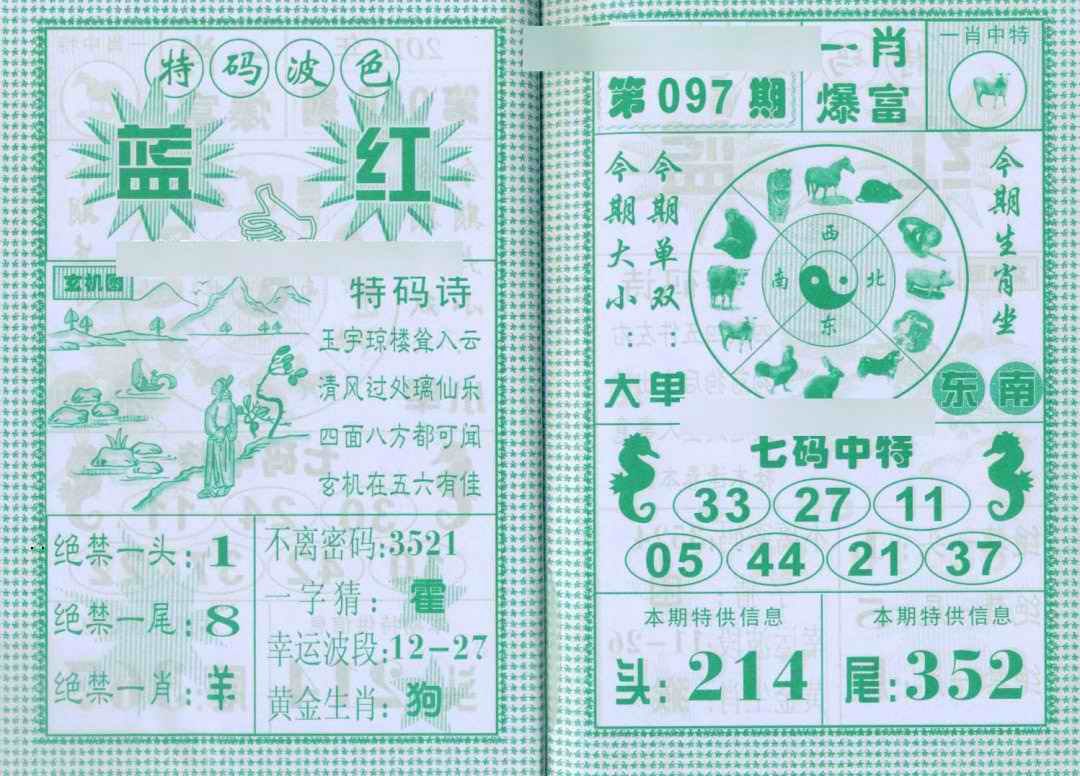 特码波色
蓝 红
玄机图
特码诗
玉宇琼楼耸入云
清风过处璃仙乐
四面八方都可闻
玄机在五六有佳
绝禁一头:1
绝禁一尾:8
绝禁一肖:羊
不离密码:3521
一字猜:霍
幸运波段:12-27
黄金生肖:狗
第097期
一肖
爆富
一肖中特
今期大小:大
今期单双:单
西
南 北
东
今期生肖坐
东南
七码中特
33 27 11
05 44 21 37
本期特供信息
头:214
本期特供信息
尾:352